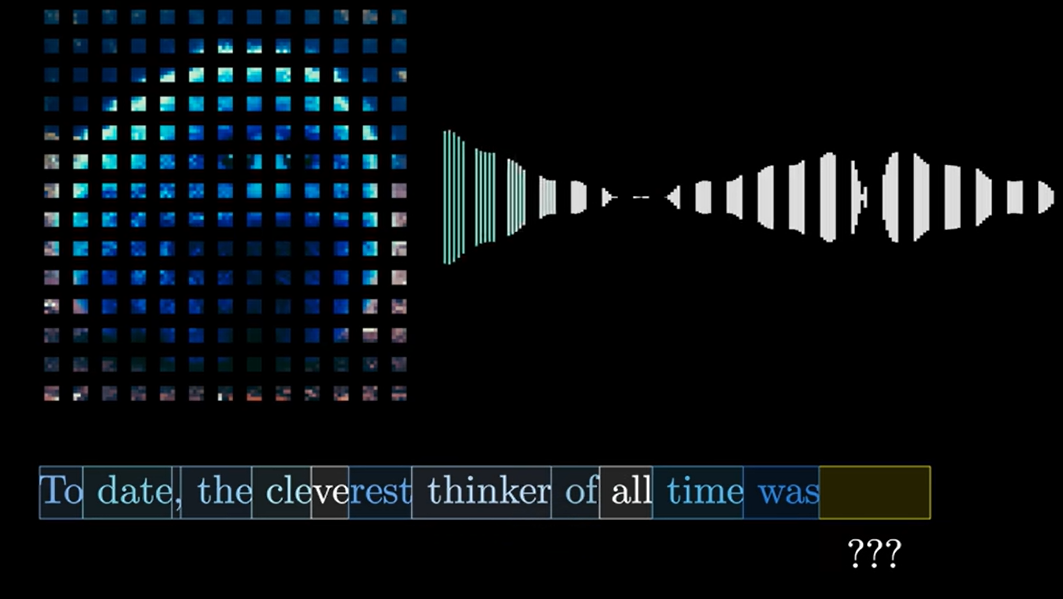 To date, the cleverest thinker of all time was
???